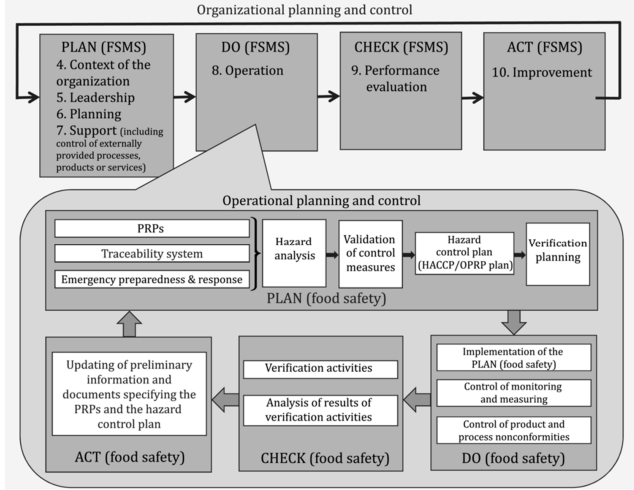 Organizational planning and control
PLAN (FSMS)
4. Context of the
organization
5. Leadership
6. Planning
7. Support (including
control of externally
provided processes,
products or services)
DO (FSMS)
8. Operation
CHECK (FSMS)
9. Performance
evaluation
ACT (FSMS)
10. Improvement
Operational planning and control
PRPs
Traceability system
Emergency preparedness & response
Hazard
analysis
Validation
of control
measures
Hazard
control plan
(HACCP/OPRP plan)
Verification
planning
PLAN (food safety)
Implementation of the
PLAN (food safety)
Control of monitoring
and measuring
Control of product and
process nonconformities
DO (food safety)
Verification activities
Analysis of results of
verification activities
CHECK (food safety)
Updating of preliminary
information and
documents specifying the
PRPs and the hazard
control plan
ACT (food safety)